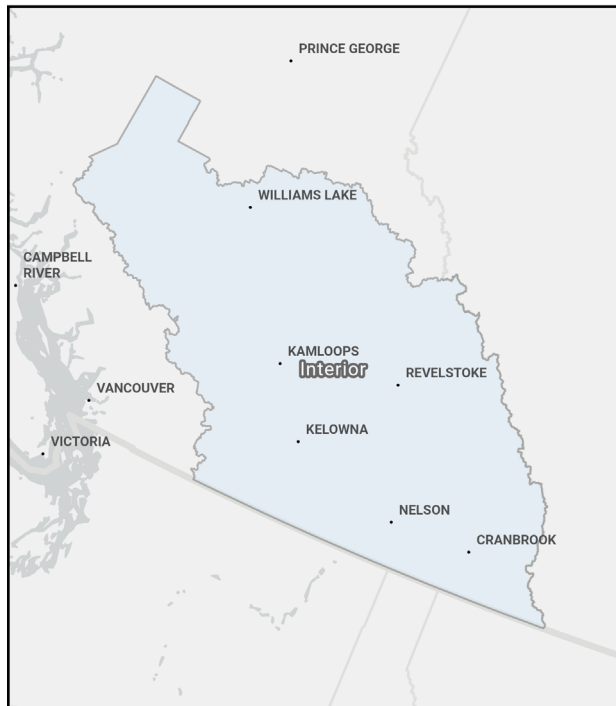 PRINCE GEORGE
WILLIAMS LAKE
CAMPBELL
RIVER
KAMLOOPS
Interior
REVELSTOKE
VANCOUVER
KELOWNA
VICTORIA
NELSON
CRANBROOK